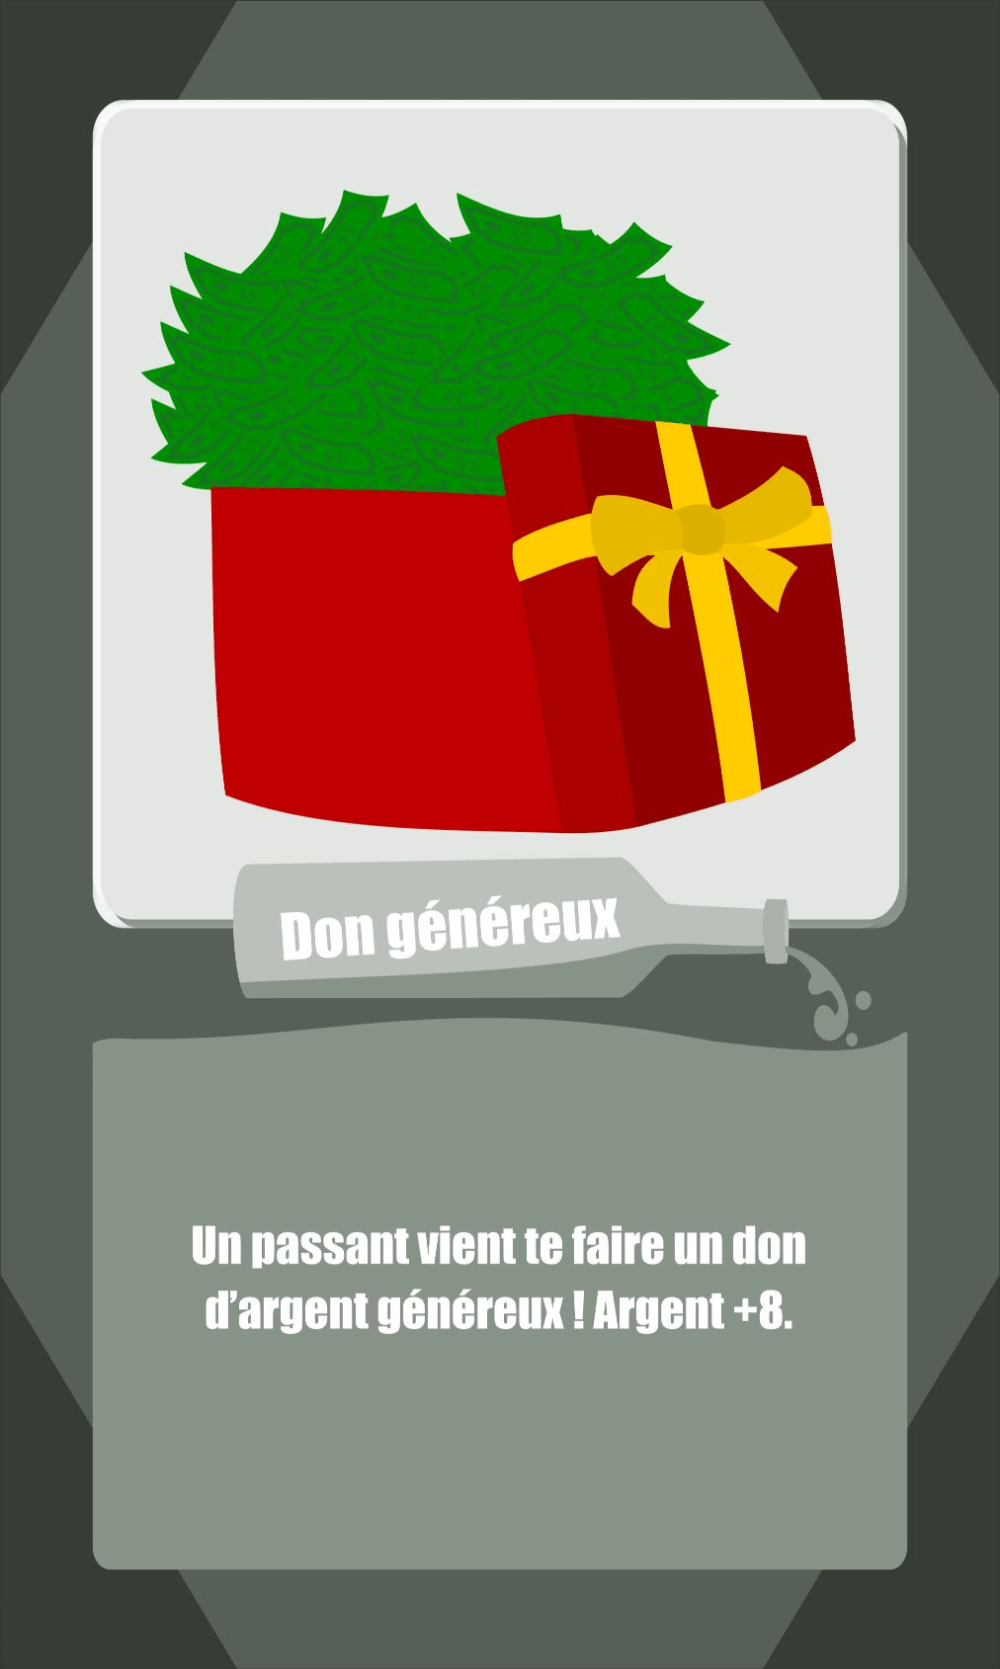 Don généreux
Un passant vient te faire un don
d’argent généreux ! Argent +8.